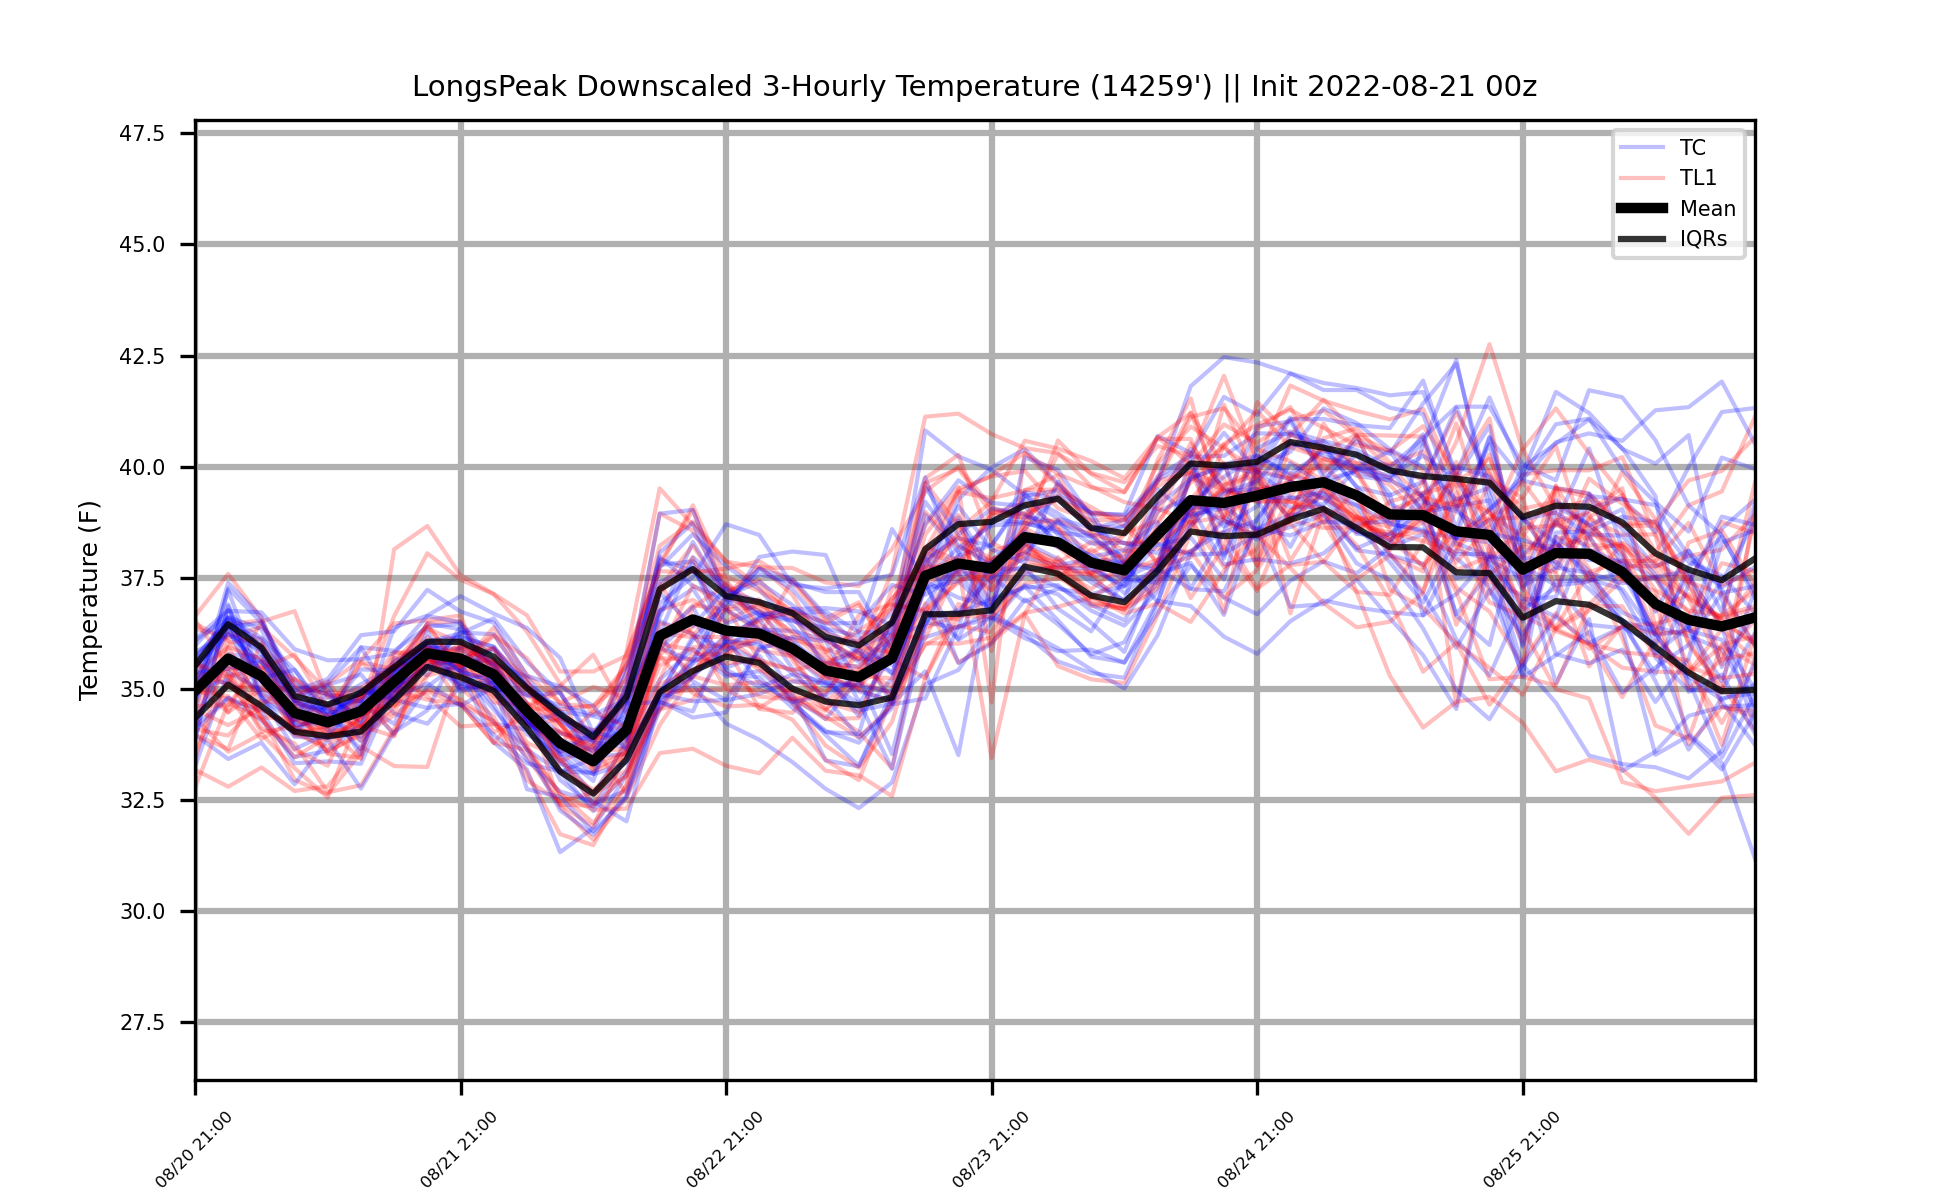 LongsPeak Downscaled 3-Hourly Temperature (14259') || Init 2022-08-21 00z
47.5
45.0
42.5
40.0
37.5
35.0
32.5
30.0
27.5
Temperature (F)
TC
TL1
Mean
IQRs
08/20 21:00
08/21 21:00
08/22 21:00
08/23 21:00
08/24 21:00
08/25 21:00